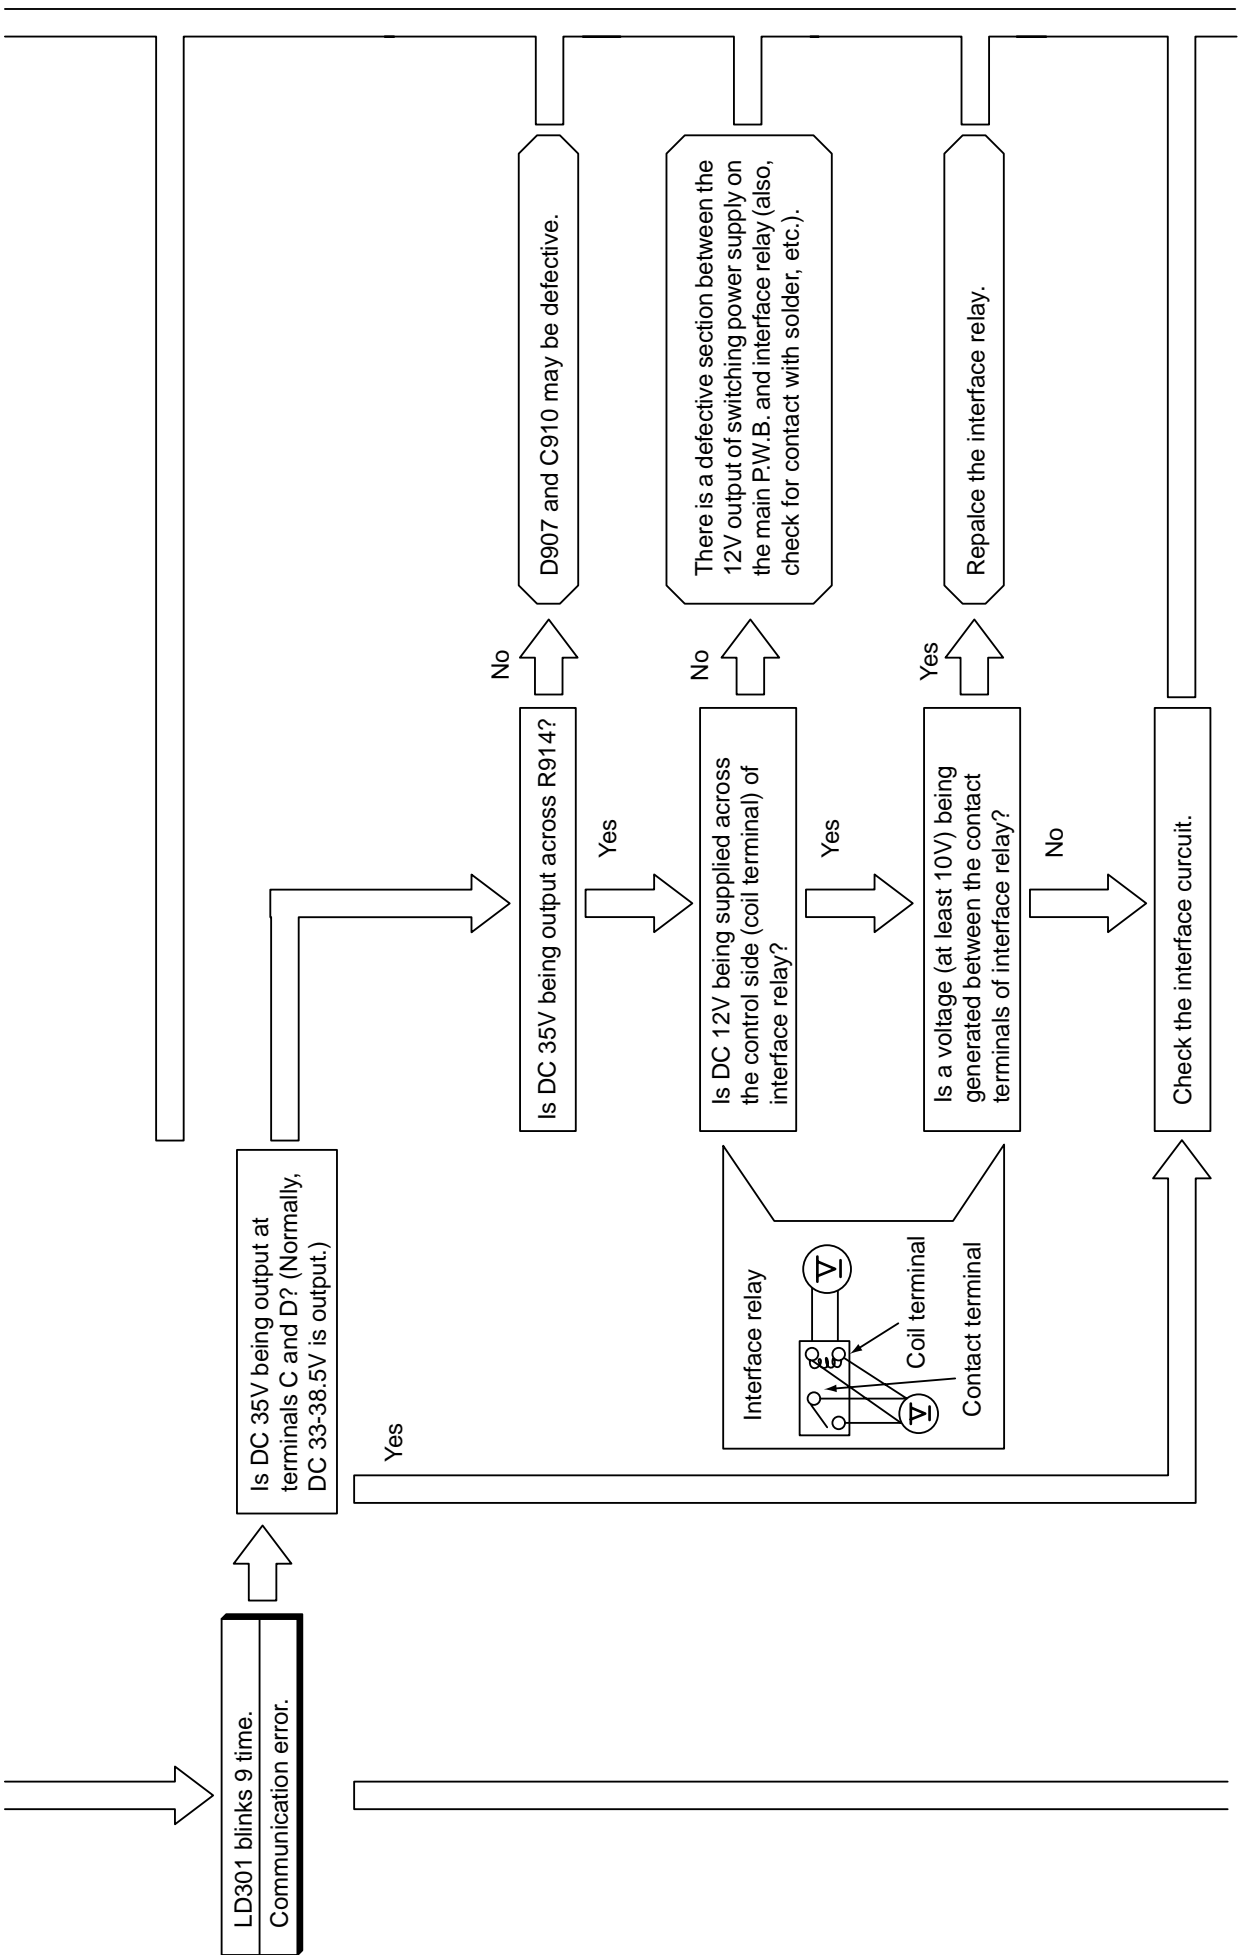 LD301 blinks 9 time.
Communication error.
Is DC 35V being output at
terminals C and D? (Normally,
DC 33-38.5V is output.)
Yes
Is DC 35V being output across R914?
No
D907 and C910 may be defective.
Yes
Is DC 12V being supplied across
the control side (coil terminal) of
interface relay?
No
There is a defective section between the
12V output of switching power supply on
the main P.W.B. and interface relay (also,
check for contact with solder, etc.).
Yes
Interface relay
V
V
Coil terminal
Contact terminal
Is a voltage (at least 10V) being
generated between the contact
terminals of interface relay?
Yes
Repalce the interface relay.
No
Check the interface curcuit.